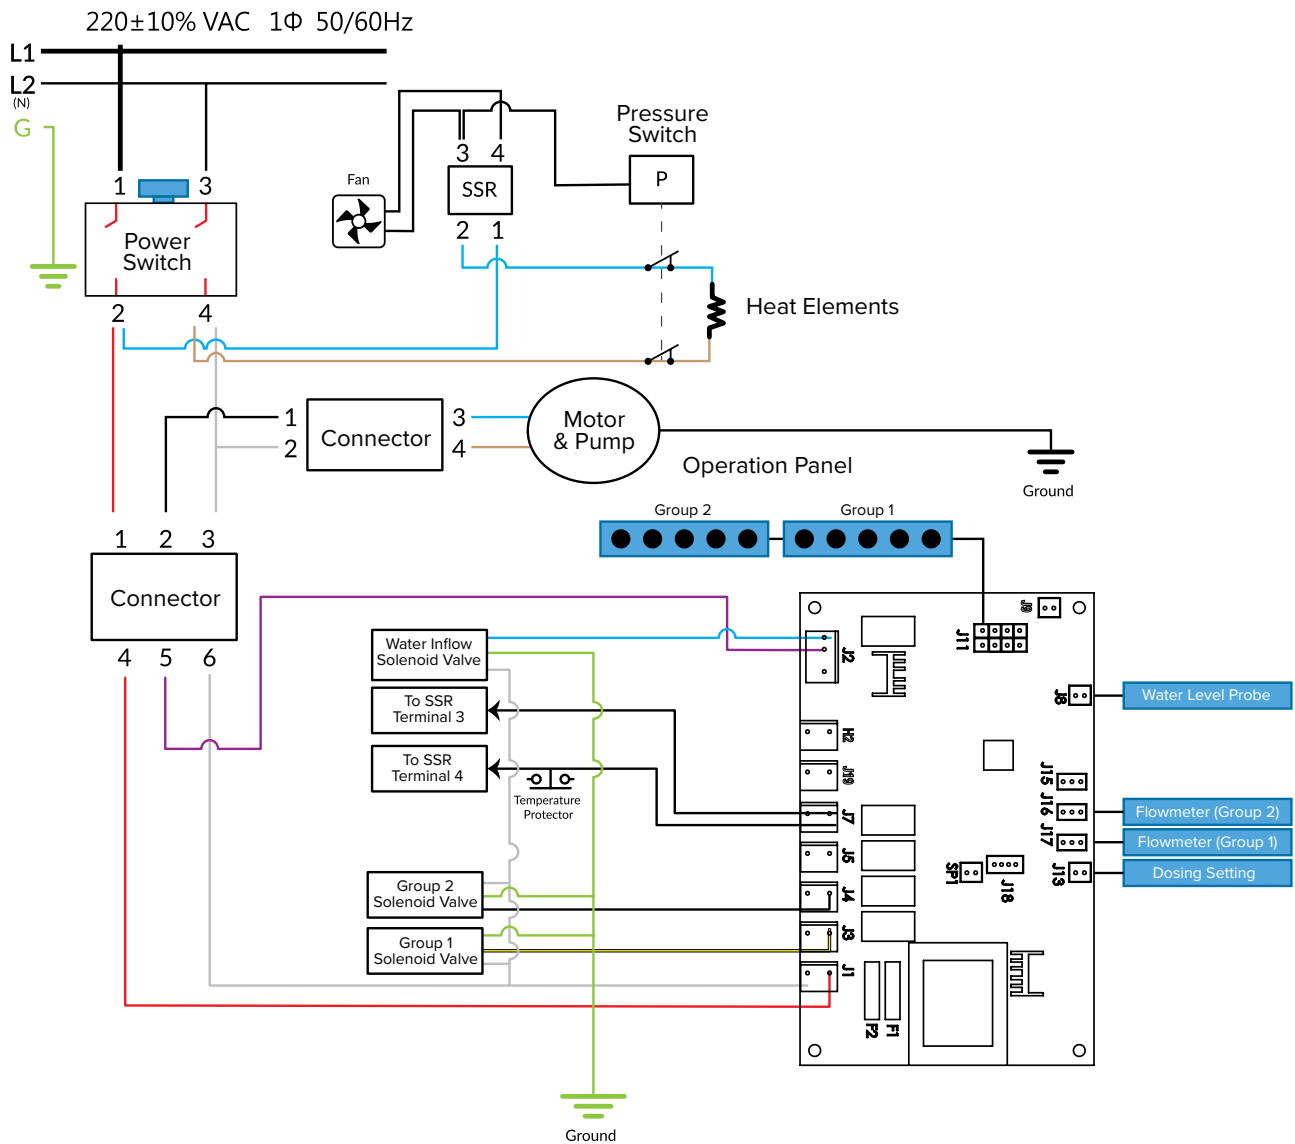 220±10% VAC 1Φ 50/60Hz
L1
L2
(N)
G
1
3
Power
Switch
2
4
Fan
3
4
SSR
2
1
Pressure
Switch
P
Heat Elements
1
2
Connector
3
4
Motor
& Pump
Ground
Operation Panel
Group 2
Group 1
1
2
3
Connector
4
5
6
Water Inflow
Solenoid Valve
To SSR
Terminal 3
To SSR
Terminal 4
Temperature
Protector
Group 2
Solenoid Valve
Group 1
Solenoid Valve
Ground
J9
J11
J2
J8
Water Level Probe
H2
J19
J15
J7
J16
Flowmeter (Group 2)
J17
Flowmeter (Group 1)
J5
SP1
J18
J13
Dosing Setting
J4
J3
J1
F2
F1